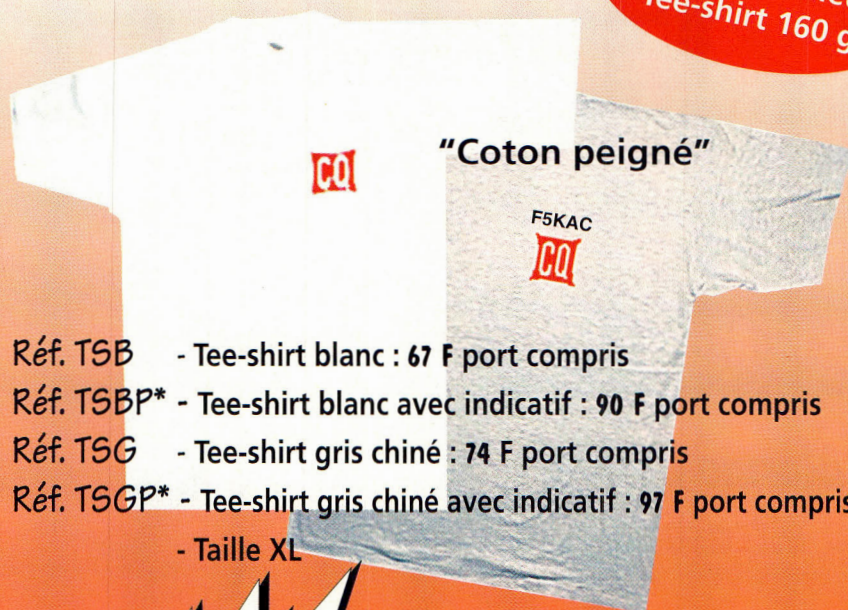 Tee-shirt 160 g
CQ
"Coton peigné"
F5KAC
CQ
Réf. TSB - Tee-shirt blanc : 67 F port compris
Réf. TSBP* - Tee-shirt blanc avec indicatif : 90 F port compris
Réf. TSG - Tee-shirt gris chiné : 74 F port compris
Réf. TSGP* - Tee-shirt gris chiné avec indicatif : 97 F port compris
- Taille XL